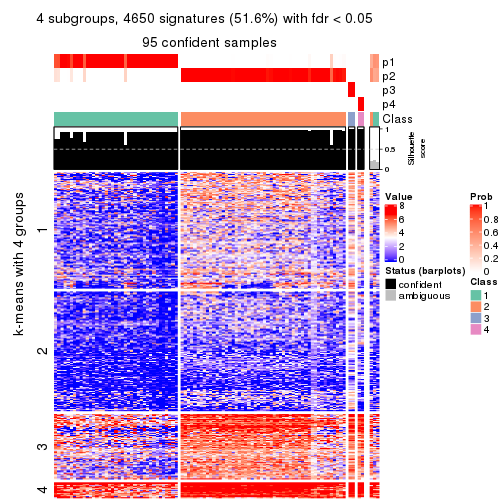 4 subgroups, 4650 signatures (51.6%) with fdr < 0.05
95 confident samples
p1
p2
p3
p4
Class
1
0.5
0
Silhouette
score
k-means with 4 groups
1
2
3
4
Value
8
6
4
2
0
Status (barplots)
confident
ambiguous
Prob
1
0.8
0.6
0.4
0.2
0
Class
1
2
3
4